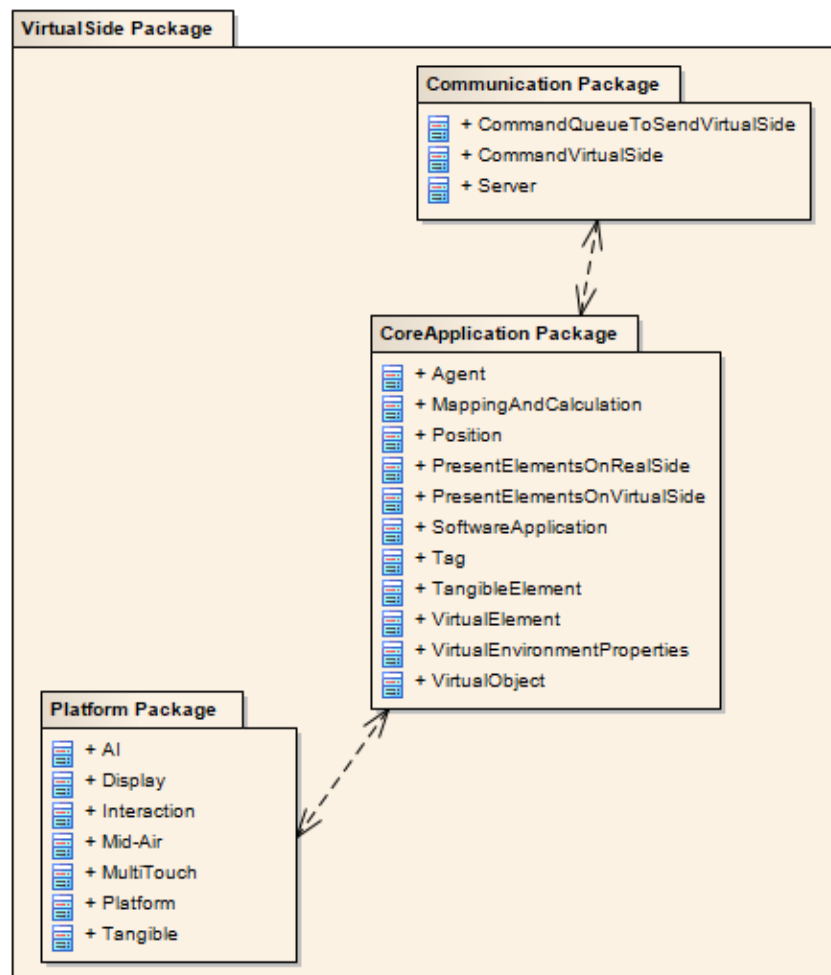 VirtualSide Package
Communication Package
+ CommandQueueToSendVirtualSide
+ CommandVirtualSide
+ Server
CoreApplication Package
+ Agent
+ MappingAndCalculation
+ Position
+ PresentElementsOnRealSide
+ PresentElementsOnVirtualSide
+ SoftwareApplication
+ Tag
+ TangibleElement
+ VirtualElement
+ VirtualEnvironmentProperties
+ VirtualObject
Platform Package
+ AI
+ Display
+ Interaction
+ Mid-Air
+ MultiTouch
+ Platform
+ Tangible